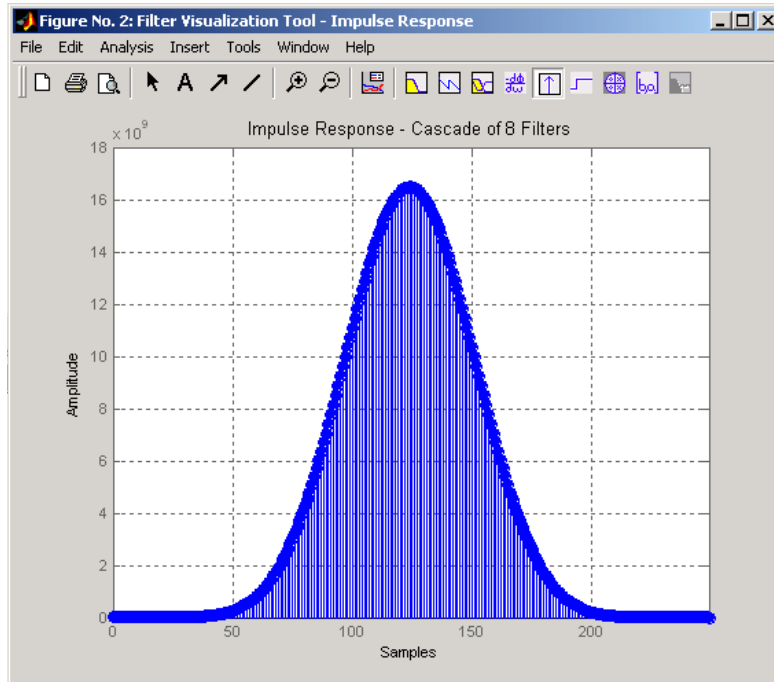 Figure No. 2: Filter Visualization Tool - Impulse Response
File Edit Analysis Insert Tools Window Help
A
[b,a]
x 10^9
Impulse Response - Cascade of 8 Filters
18
16
14
12
10
8
6
4
2
0
Amplitude
0 50 100 150 200
Samples